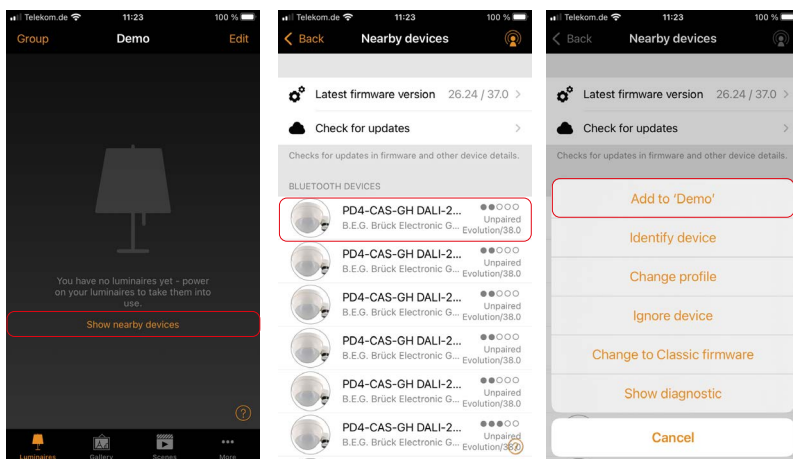 Telekom.de 11:23 100 %
Group Demo Edit
You have no luminaires yet - power
on your luminaires to take them into
use.
Show nearby devices
?
Luminaires Gallery Scenes More
Telekom.de 11:23 100 %
Back Nearby devices
Latest firmware version 26.24 / 37.0
Check for updates
Checks for updates in firmware and other device details.
BLUETOOTH DEVICES
PD4-CAS-GH DALI-2...
Unpaired
B.E.G. Brück Electronic G... Evolution/38.0
PD4-CAS-GH DALI-2...
Unpaired
B.E.G. Brück Electronic G... Evolution/38.0
PD4-CAS-GH DALI-2...
Unpaired
B.E.G. Brück Electronic G... Evolution/38.0
PD4-CAS-GH DALI-2...
Unpaired
B.E.G. Brück Electronic G... Evolution/38.0
PD4-CAS-GH DALI-2...
Unpaired
B.E.G. Brück Electronic G... Evolution/38.0
PD4-CAS-GH DALI-2...
Unpaired
B.E.G. Brück Electronic G... Evolution/38.0
?
Telekom.de 11:23 100 %
Back Nearby devices
Latest firmware version 26.24 / 37.0
Check for updates
Checks for updates in firmware and other device details.
Add to ‘Demo’
Identify device
Change profile
Ignore device
Change to Classic firmware
Show diagnostic
Cancel